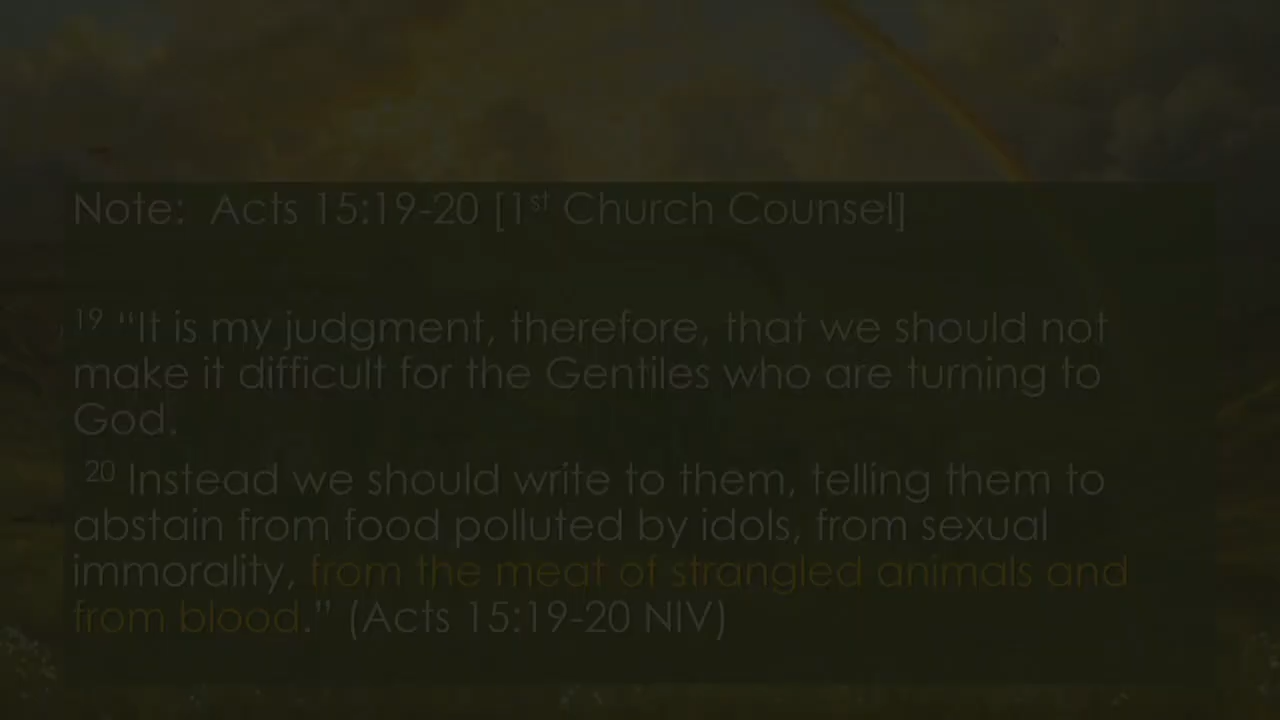 Note: Acts 15:19-20 [1st Church Counsel]
19 “It is my judgment, therefore, that we should not
make it difficult for the Gentiles who are turning to
God.
20 Instead we should write to them, telling them to
abstain from food polluted by idols, from sexual
immorality, from the meat of strangled animals and
from blood.” (Acts 15:19-20 NIV)